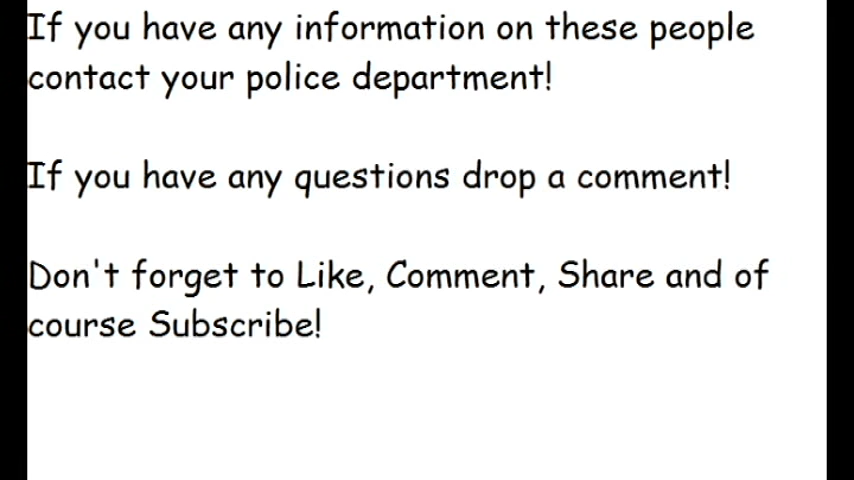 If you have any information on these people
contact your police department!
If you have any questions drop a comment!
Don't forget to Like, Comment, Share and of
course Subscribe!